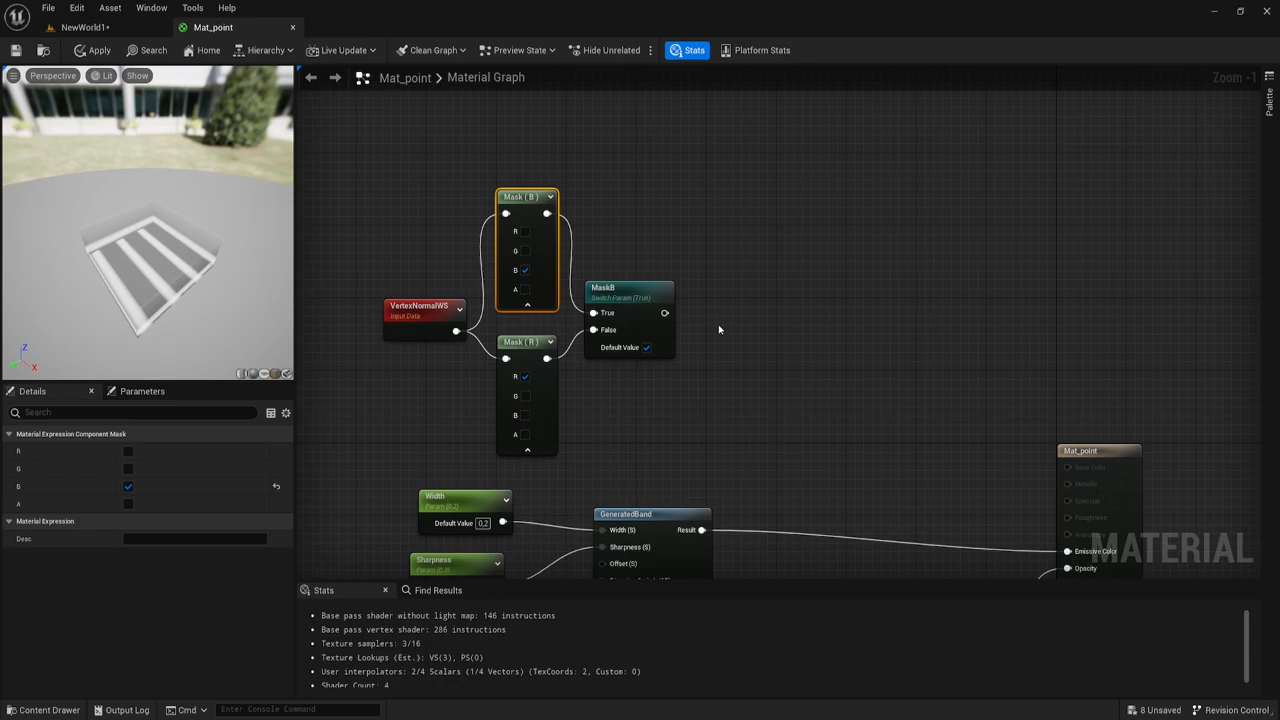 File Edit Asset Window Tools Help
NewWorld1* Mat_point
Apply Search Home Hierarchy Live Update Clean Graph Preview State Hide Unrelated Stats Platform Stats
Perspective Lit Show
Mat_point > Material Graph
Zoom -1
Palette
Mask ( B )
R
G
B
A
VertexNormalWS
Input Data
MaskB
Switch Param (True)
True
False
Default Value
Mask ( R )
R
G
B
A
Z
X
Details Parameters
Search
Material Expression Component Mask
R
G
B
A
Material Expression
Desc
Width
Param (0.2)
Default Value 0,2
Sharpness
GeneratedBand
Width (S) Result
Sharpness (S)
Offset (S)
Mat_point
Base Color
Metallic
Specular
Roughness
Emissive Color
Opacity
MATERIAL
Stats Find Results
• Base pass shader without light map: 146 instructions
• Base pass vertex shader: 286 instructions
• Texture samplers: 3/16
• Texture Lookups (Est.): VS(3), PS(0)
• User interpolators: 2/4 Scalars (1/4 Vectors) (TexCoords: 2, Custom: 0)
• Shader Count: 4
Content Drawer Output Log Cmd Enter Console Command 8 Unsaved Revision Control